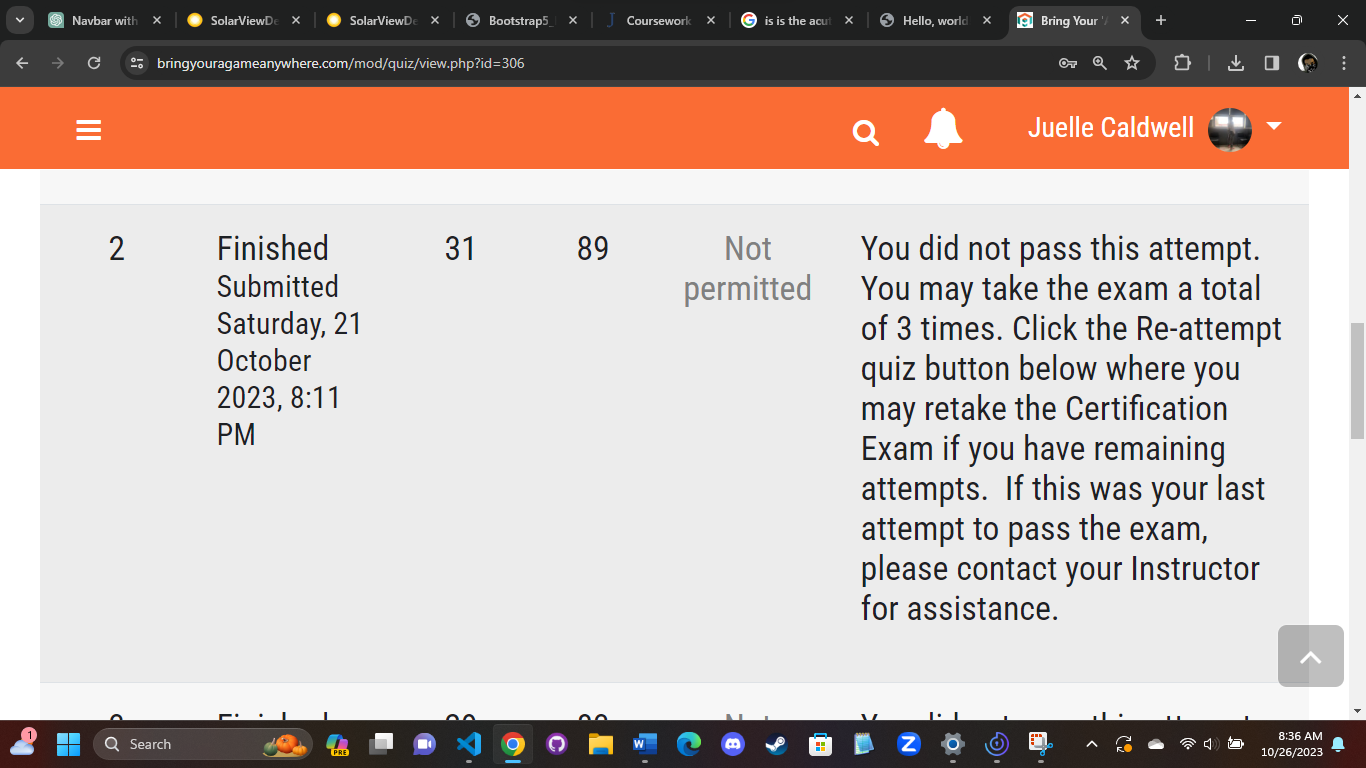 Navbar with
SolarViewDe
SolarViewDe
Bootstrap5_
Coursework
is is the acut
Hello, world
Bring Your 'A
bringyouragameanywhere.com/mod/quiz/view.php?id=306
Juelle Caldwell
2 Finished 31 89 Not You did not pass this attempt.
Submitted permitted You may take the exam a total
Saturday, 21 of 3 times. Click the Re-attempt
October quiz button below where you
2023, 8:11 may retake the Certification
PM Exam if you have remaining
attempts. If this was your last
attempt to pass the exam,
please contact your Instructor
for assistance.
1
Search
PRE
8:36 AM
10/26/2023